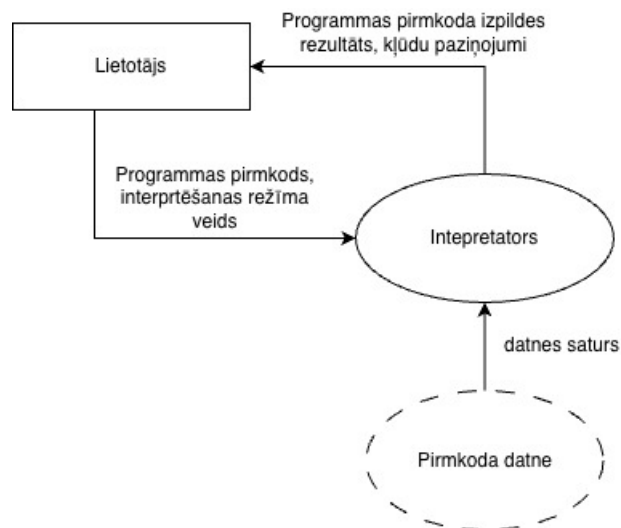 Programmas pirmkoda izpildes
rezultāts, kļūdu paziņojumi
Lietotājs
Programmas pirmkods,
interprtēšanas režīma
veids
Intepretators
datnes saturs
Pirmkoda datne